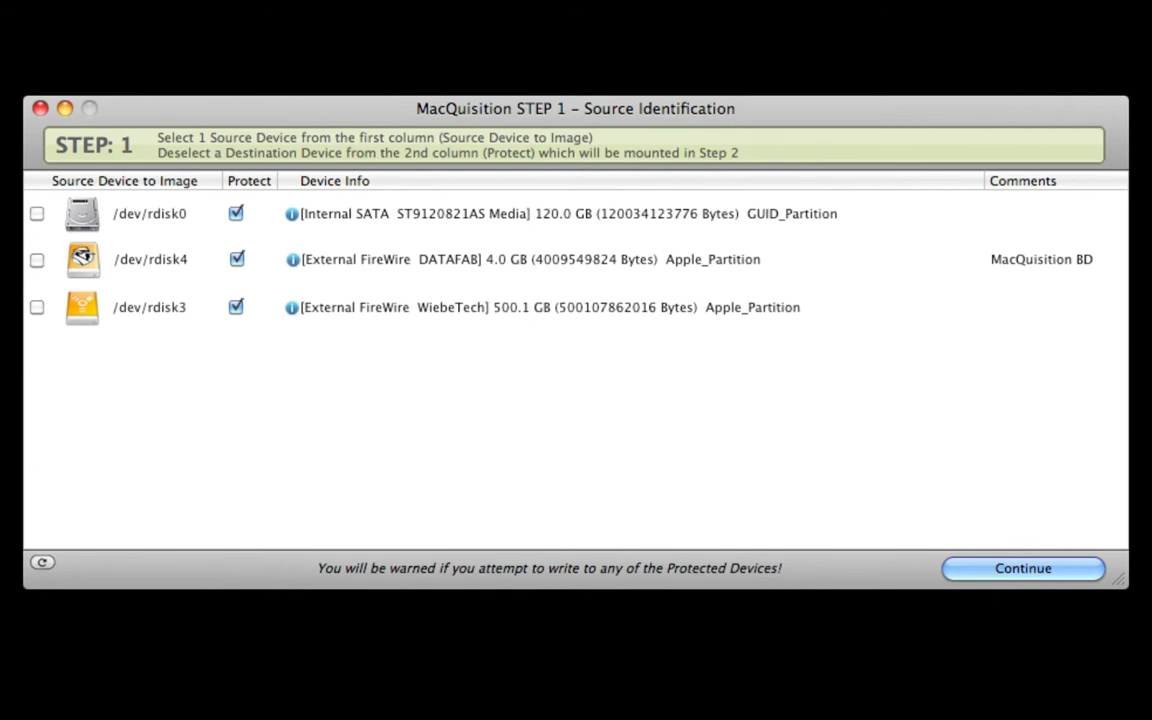 MacQuisition STEP 1 – Source Identification
STEP: 1
Select 1 Source Device from the first column (Source Device to Image)
Deselect a Destination Device from the 2nd column (Protect) which will be mounted in Step 2
Source Device to Image Protect Device Info Comments
/dev/rdisk0 [Internal SATA ST9120821AS Media] 120.0 GB (120034123776 Bytes) GUID_Partition
/dev/rdisk4 [External FireWire DATAFAB] 4.0 GB (4009549824 Bytes) Apple_Partition MacQuisition BD
/dev/rdisk3 [External FireWire WiebeTech] 500.1 GB (500107862016 Bytes) Apple_Partition
You will be warned if you attempt to write to any of the Protected Devices!
Continue